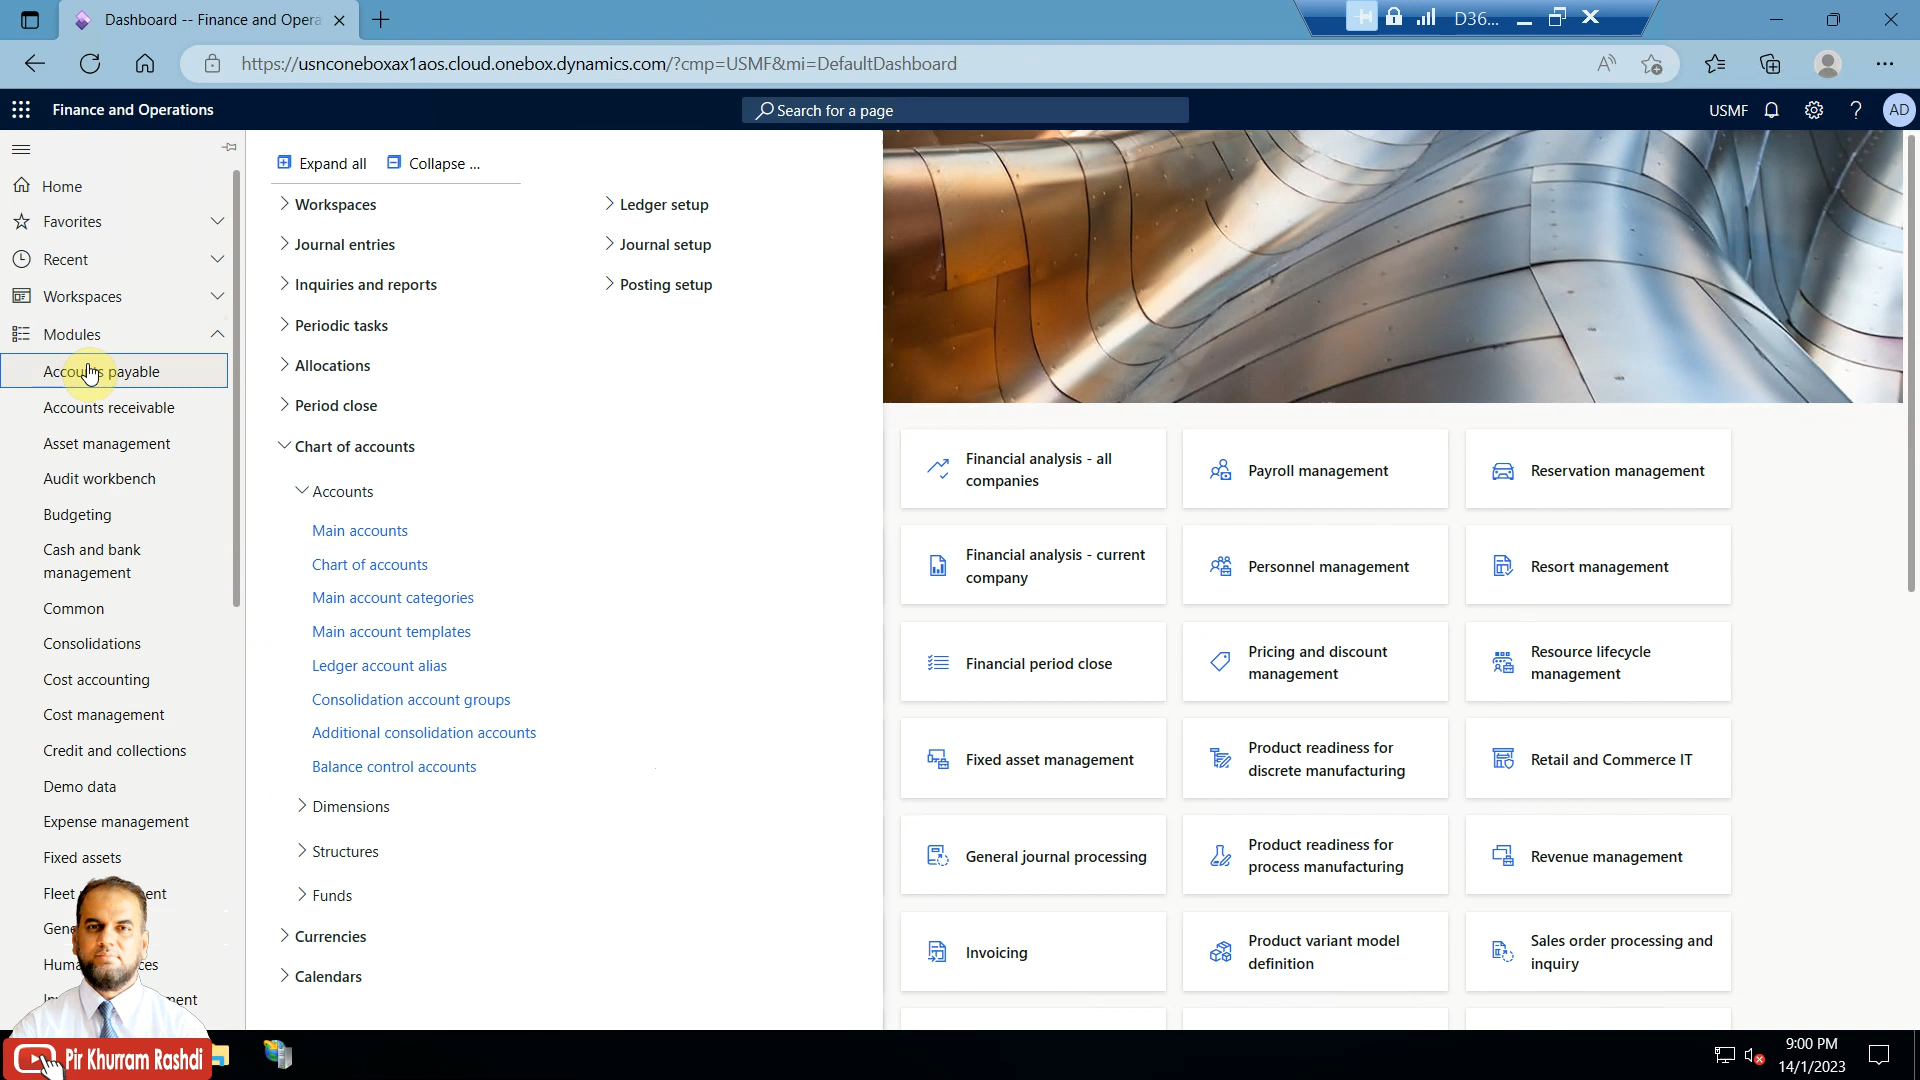 Dashboard -- Finance and Opera
D36...
https://usnconeboxax1aos.cloud.onebox.dynamics.com/?cmp=USMF&mi=DefaultDashboard
Finance and Operations
Search for a page
USMF
AD
Home
Favorites
Recent
Workspaces
Modules
Accounts payable
Accounts receivable
Asset management
Audit workbench
Budgeting
Cash and bank
management
Common
Consolidations
Cost accounting
Cost management
Credit and collections
Demo data
Expense management
Fixed assets
Fleet
Expand all
Collapse ...
Workspaces
Journal entries
Inquiries and reports
Periodic tasks
Allocations
Period close
Chart of accounts
Accounts
Main accounts
Chart of accounts
Main account categories
Main account templates
Ledger account alias
Consolidation account groups
Additional consolidation accounts
Balance control accounts
Dimensions
Structures
Funds
Currencies
Calendars
Ledger setup
Journal setup
Posting setup
Financial analysis - all
companies
Payroll management
Reservation management
Financial analysis - current
company
Personnel management
Resort management
Financial period close
Pricing and discount
management
Resource lifecycle
management
Fixed asset management
Product readiness for
discrete manufacturing
Retail and Commerce IT
General journal processing
Product readiness for
process manufacturing
Revenue management
Invoicing
Product variant model
definition
Sales order processing and
inquiry
Pir Khurram Rashdi
9:00 PM
14/1/2023